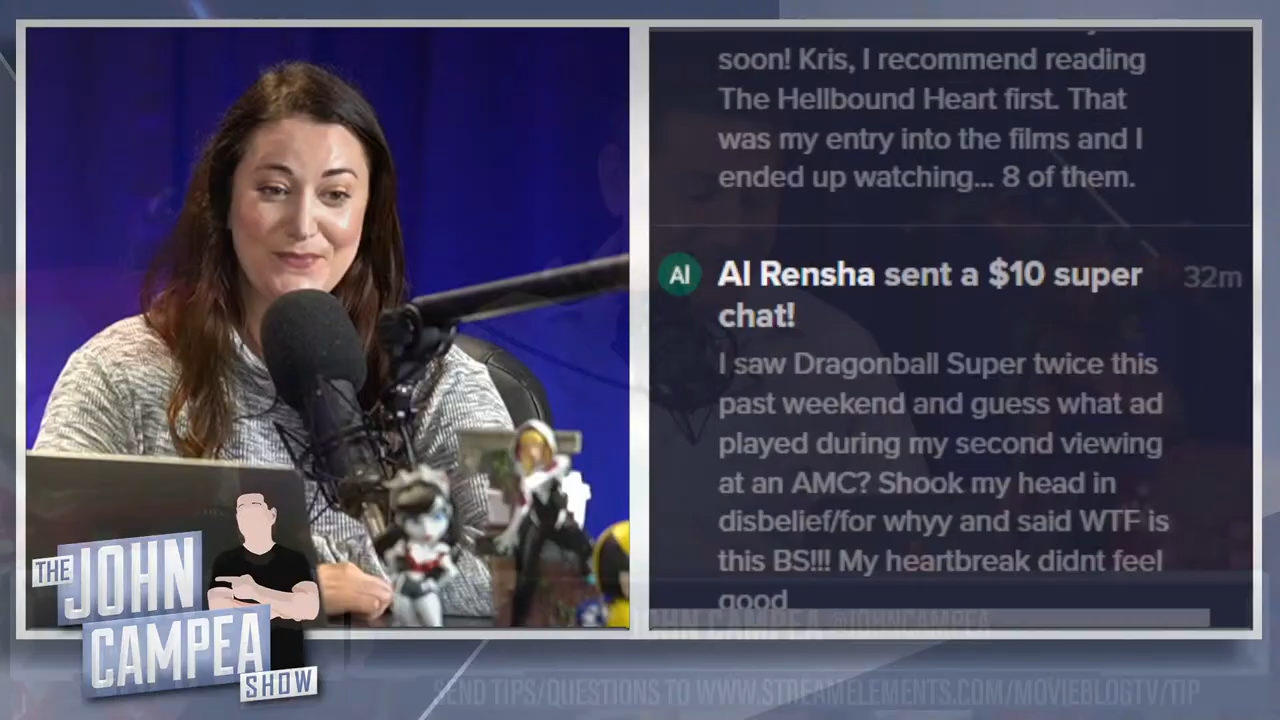 soon! Kris, I recommend reading
The Hellbound Heart first. That
was my entry into the films and I
ended up watching... 8 of them.
Al
Al Rensha sent a $10 super
chat!
32m
I saw Dragonball Super twice this
past weekend and guess what ad
played during my second viewing
at an AMC? Shook my head in
disbelief/for whyy and said WTF is
this BS!!! My heartbreak didnt feel
good
THE
JOHN
CAMPEA
SHOW
HN CAMPEA @JOHNCAMPEA
SEND TIPS/QUESTIONS TO WWW.STREAMELEMENTS.COM/MOVIEBLOGTV/TIP